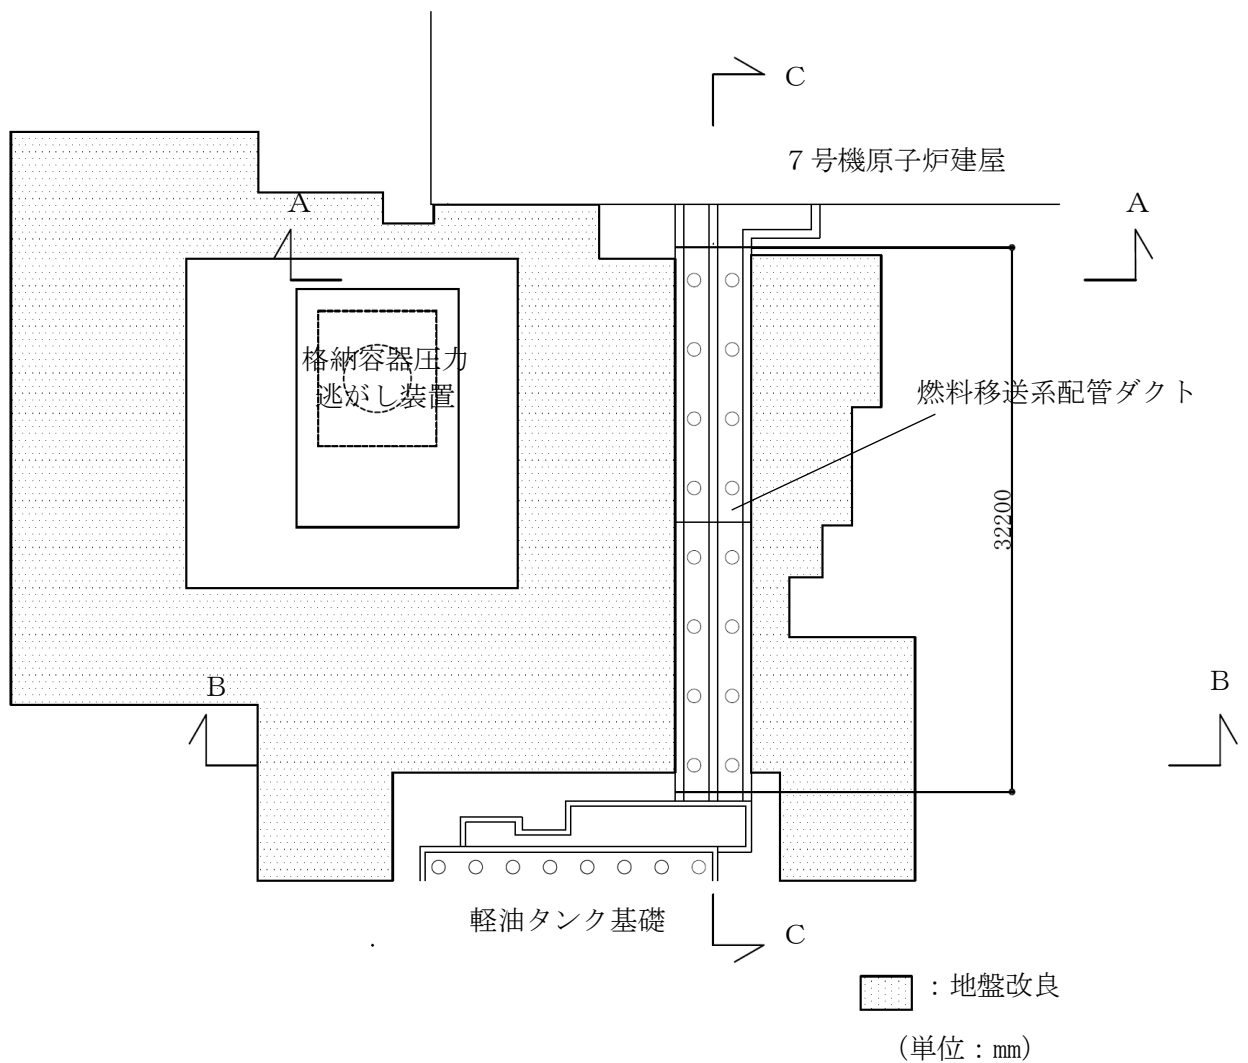 C
７号機原子炉建屋
A
A
格納容器圧力
逃がし装置
燃料移送系配管ダクト
32200
B
B
軽油タンク基礎
C
：地盤改良
（単位：mm）